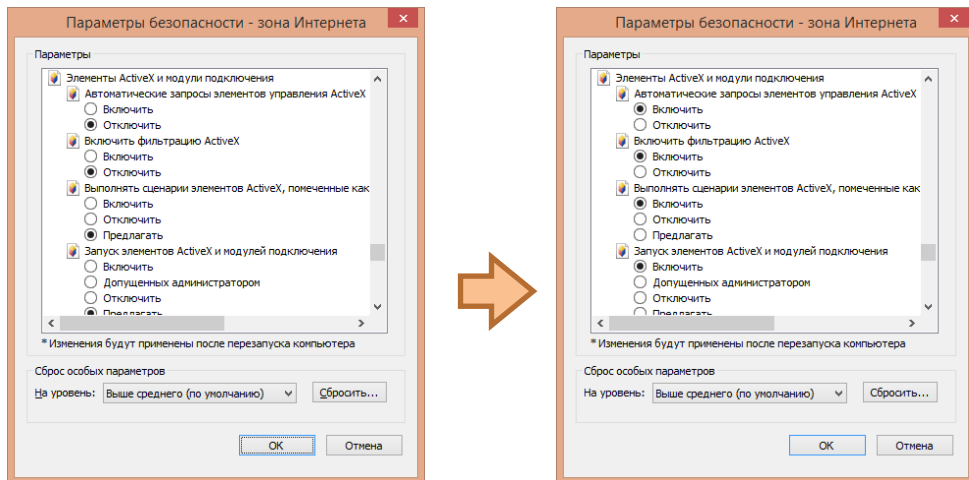 Параметры безопасности - зона Интернета
Параметры
Элементы ActiveX и модули подключения
Автоматические запросы элементов управления ActiveX
Включить
Отключить
Включить фильтрацию ActiveX
Включить
Отключить
Выполнять сценарии элементов ActiveX, помеченные как
Включить
Отключить
Предлагать
Запуск элементов ActiveX и модулей подключения
Включить
Допущенных администратором
Отключить
Предлагать
*Изменения будут применены после перезапуска компьютера
Сброс особых параметров
На уровень: Выше среднего (по умолчанию) Сбросить...
OK Отмена
Параметры безопасности - зона Интернета
Параметры
Элементы ActiveX и модули подключения
Автоматические запросы элементов управления ActiveX
Включить
Отключить
Включить фильтрацию ActiveX
Включить
Отключить
Выполнять сценарии элементов ActiveX, помеченные как
Включить
Отключить
Предлагать
Запуск элементов ActiveX и модулей подключения
Включить
Допущенных администратором
Отключить
Предлагать
*Изменения будут применены после перезапуска компьютера
Сброс особых параметров
На уровень: Выше среднего (по умолчанию) Сбросить...
OK Отмена